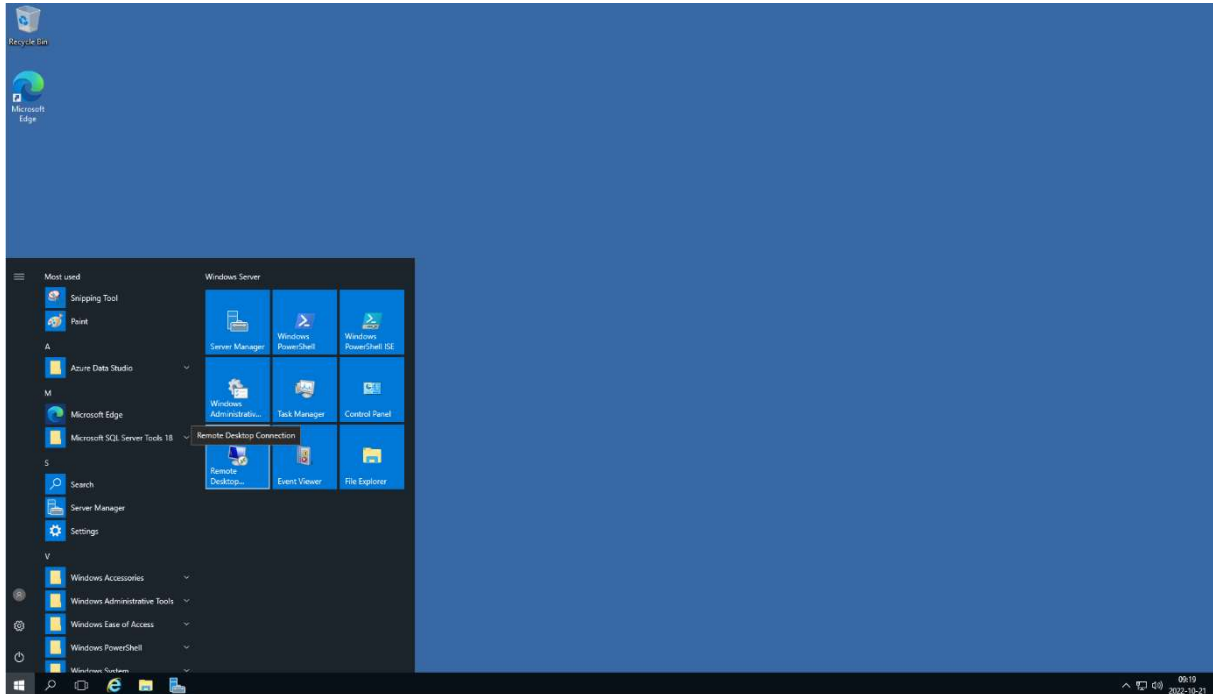 Recycle Bin
Microsoft
Edge
Most used
Snipping Tool
Paint
A
Azure Data Studio
M
Microsoft Edge
Microsoft SQL Server Tools 18
S
Search
Server Manager
Settings
V
Windows Accessories
Windows Administrative Tools
Windows Ease of Access
Windows PowerShell
Windows System
Windows Server
Server Manager
Windows
PowerShell
Windows
PowerShell ISE
Windows
Administrativ...
Task Manager
Control Panel
Remote Desktop Connection
Remote
Desktop...
Event Viewer
File Explorer
09:19
2022-10-21